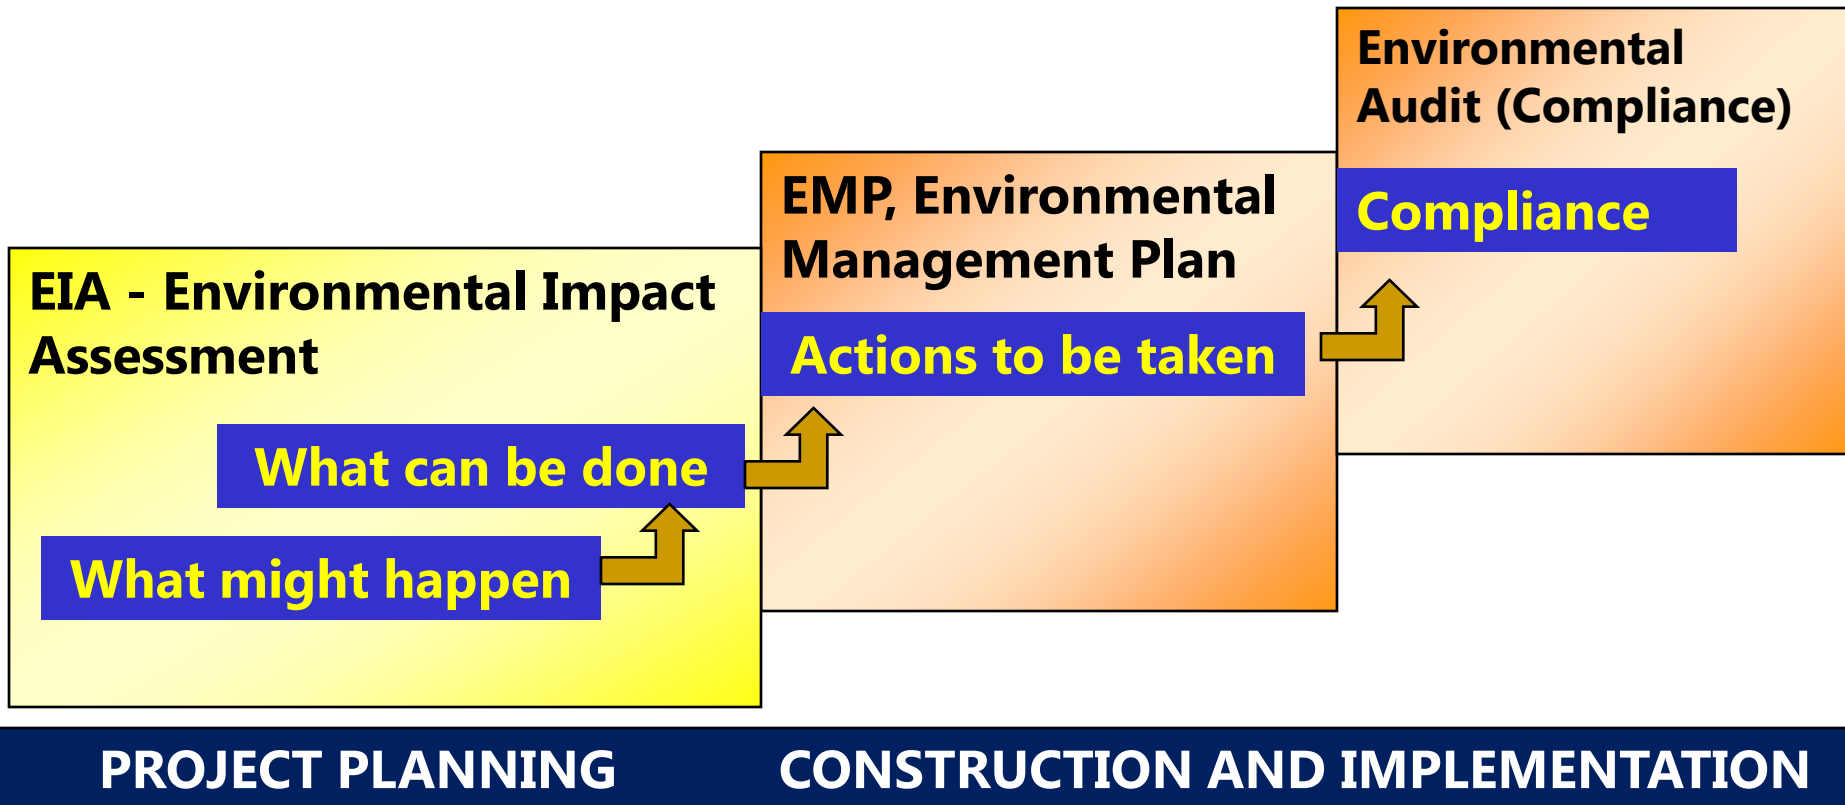 Environmental
Audit (Compliance)
Compliance
EMP, Environmental
Management Plan
Actions to be taken
EIA - Environmental Impact
Assessment
What can be done
What might happen
PROJECT PLANNING
CONSTRUCTION AND IMPLEMENTATION